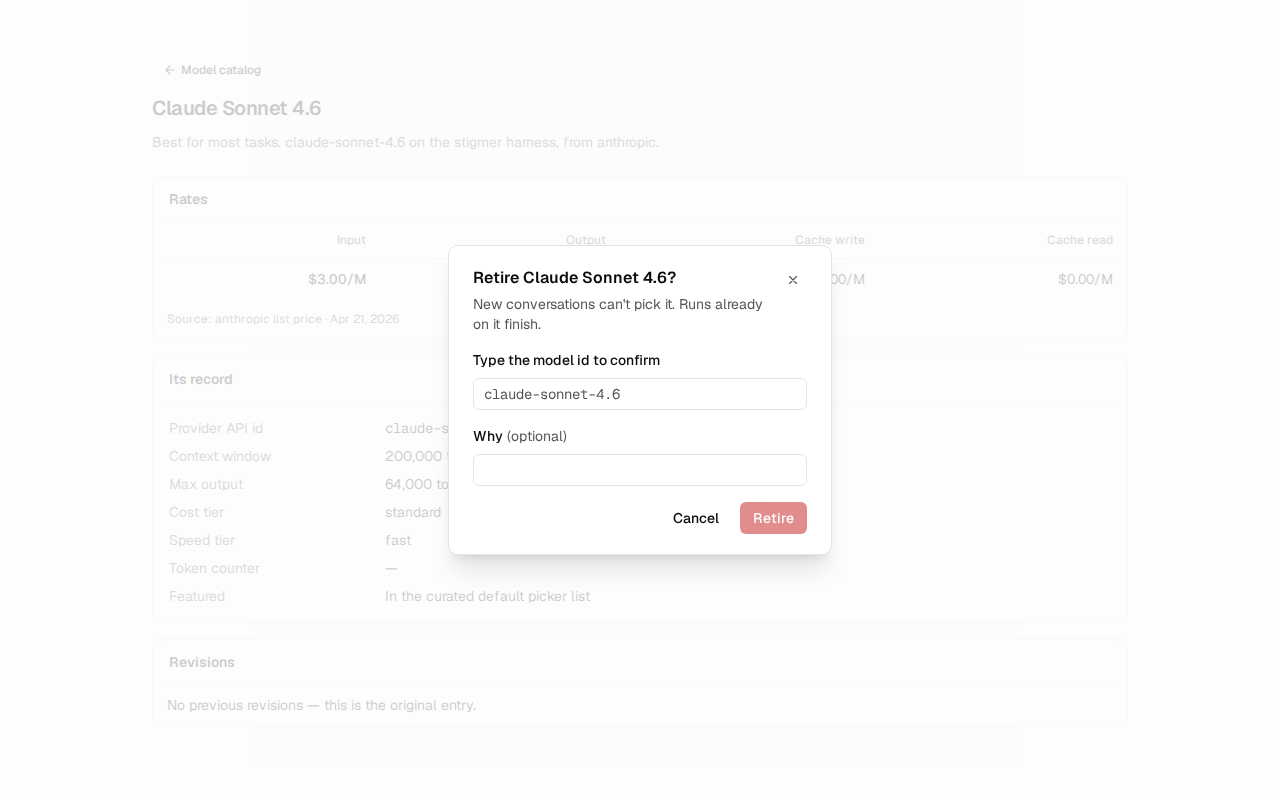 ← Model catalog
Claude Sonnet 4.6
Best for most tasks. claude-sonnet-4.6 on the stigmer harness, from anthropic.
Rates
Input Output Cache write Cache read
$3.00/M 00/M $0.00/M
Source: anthropic list price · Apr 21, 2026
Retire Claude Sonnet 4.6?
New conversations can't pick it. Runs already
on it finish.
Type the model id to confirm
claude-sonnet-4.6
Why (optional)
Cancel Retire
Its record
Provider API id claude-s
Context window 200,000
Max output 64,000 to
Cost tier standard
Speed tier fast
Token counter —
Featured In the curated default picker list
Revisions
No previous revisions — this is the original entry.